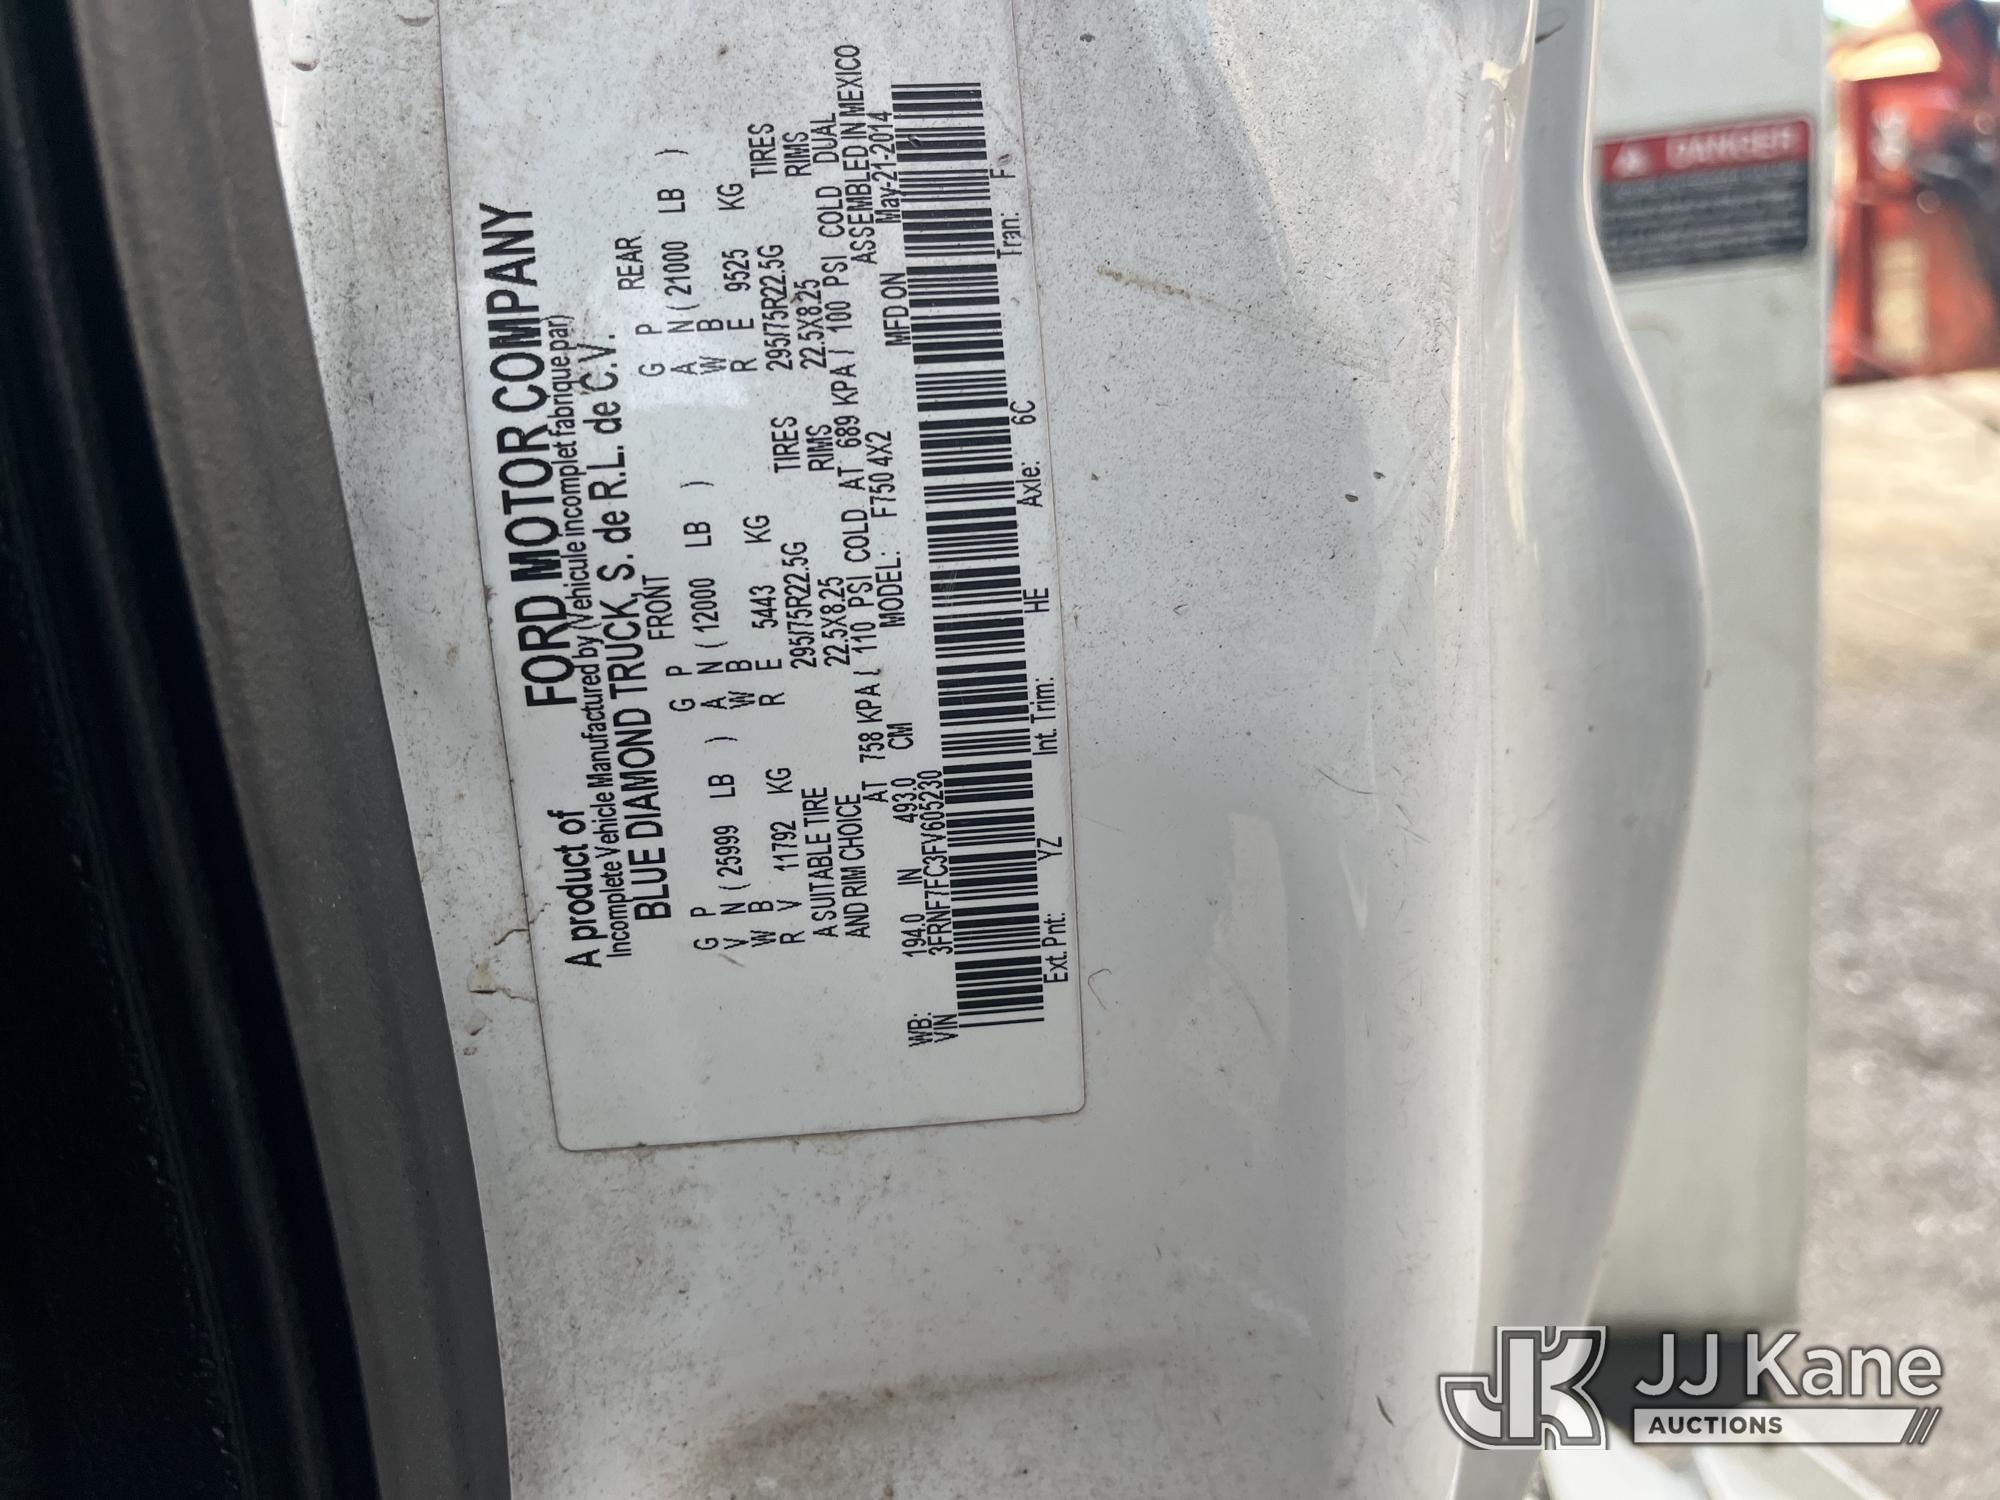 A product of FORD MOTOR COMPANY
Incomplete Vehicle Manufactured by (Vehicule incomplet fabrique par)
BLUE DIAMOND TRUCK, S. de R.L. de C.V.
FRONT REAR
G P G P G P
V N ( 25999 LB ) A N ( 12000 LB ) A N ( 21000 LB )
W B W B W B
R V 11792 KG R E 5443 KG R E 9525 KG
A SUITABLE TIRE 295/75R22.5G TIRES 295/75R22.5G TIRES
AND RIM CHOICE 22.5X8.25 RIMS 22.5X8.25 RIMS
AT 758 KPA / 110 PSI COLD AT 689 KPA / 100 PSI COLD DUAL
ASSEMBLED IN MEXICO
WB: 194.0 IN 493.0 CM MODEL: F750 4X2 MFD ON May-21-2014
VIN 3FRNF7FC3FV605230
Ext. Pnt: YZ Int. Trim: HE Axle: 6C Tran: F
DANGER
JK JJ Kane
AUCTIONS